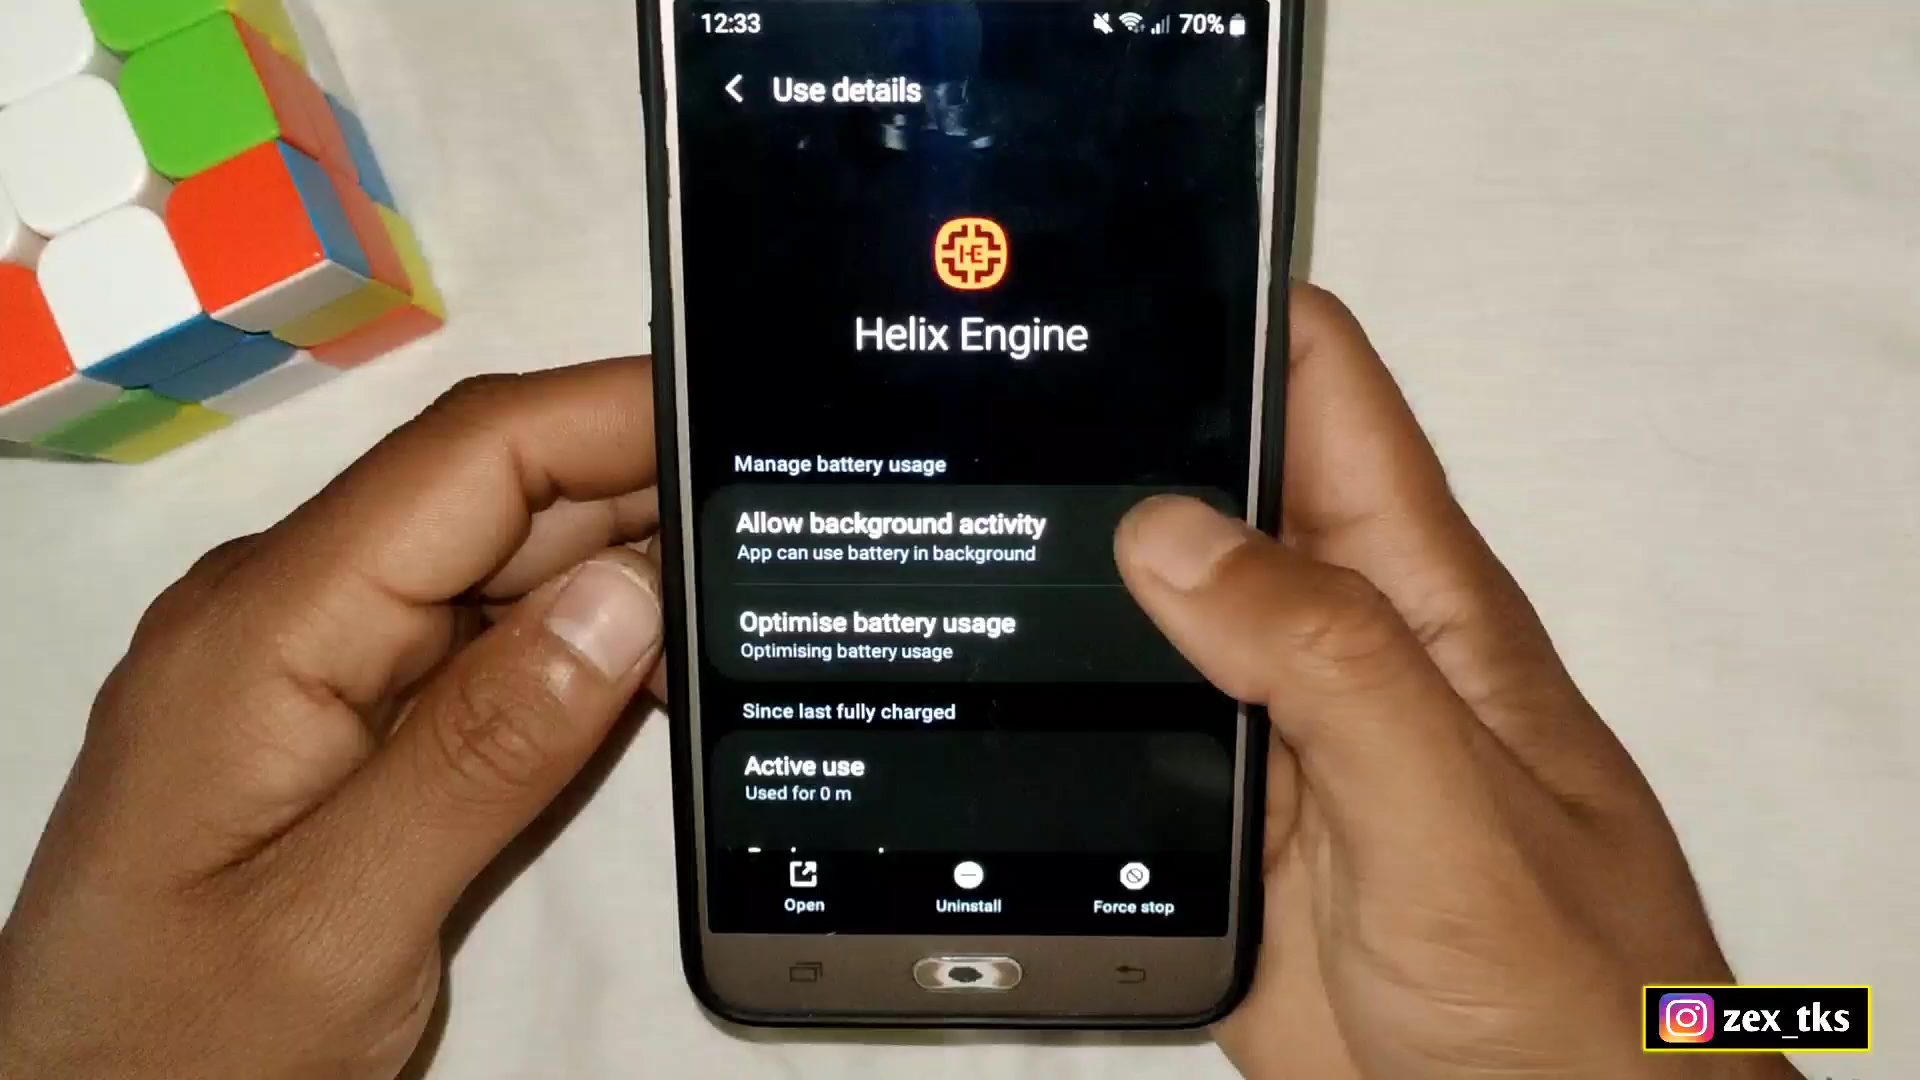 12:33 70%
Use details
HE
Helix Engine
Manage battery usage
Allow background activity
App can use battery in background
Optimise battery usage
Optimising battery usage
Since last fully charged
Active use
Used for 0 m
Open Uninstall Force stop
zex_tks